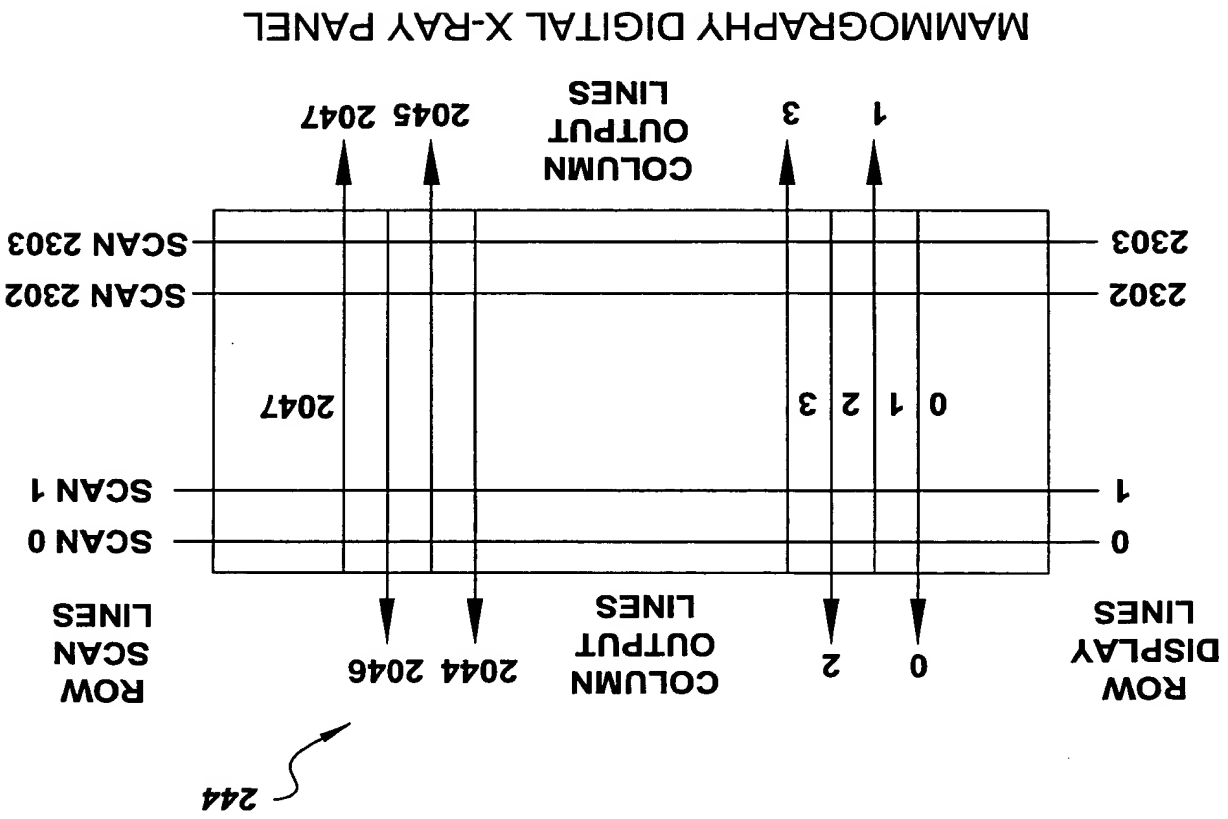 244
ROW
DISPLAY
LINES
0
2
COLUMN
OUTPUT
LINES
2044
2046
ROW
SCAN
LINES
0
SCAN 0
1
SCAN 1
0
1
2
3
2047
2302
SCAN 2302
2303
SCAN 2303
1
3
COLUMN
OUTPUT
LINES
2045
2047
MAMMOGRAPHY DIGITAL X-RAY PANEL